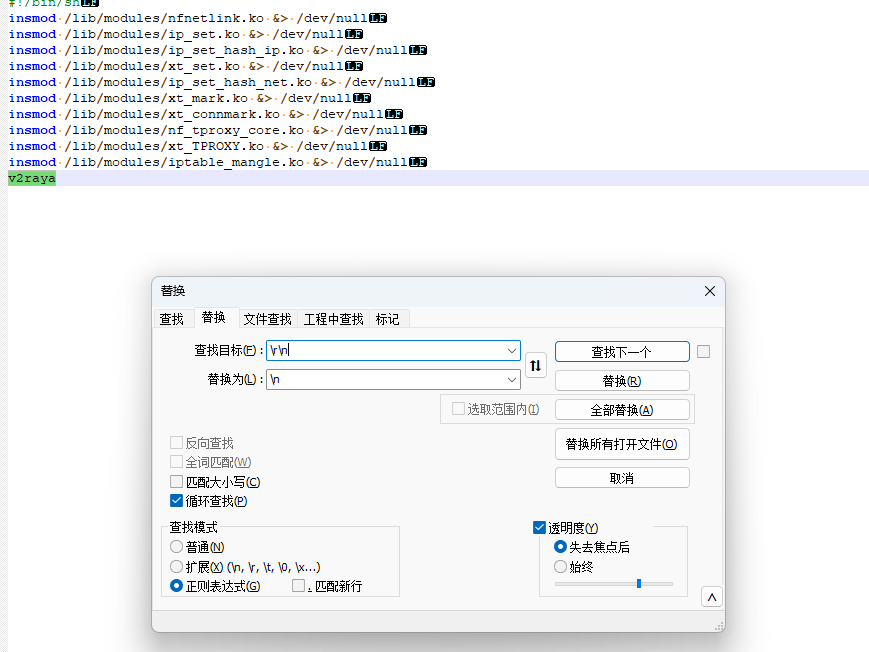 #!/bin/shLF
insmod /lib/modules/nfnetlink.ko &> /dev/nullLF
insmod /lib/modules/ip_set.ko &> /dev/nullLF
insmod /lib/modules/ip_set_hash_ip.ko &> /dev/nullLF
insmod /lib/modules/xt_set.ko &> /dev/nullLF
insmod /lib/modules/ip_set_hash_net.ko &> /dev/nullLF
insmod /lib/modules/xt_mark.ko &> /dev/nullLF
insmod /lib/modules/xt_connmark.ko &> /dev/nullLF
insmod /lib/modules/nf_tproxy_core.ko &> /dev/nullLF
insmod /lib/modules/xt_TPROXY.ko &> /dev/nullLF
insmod /lib/modules/iptable_mangle.ko &> /dev/nullLF
v2raya
替换
查找 替换 文件查找 工程中查找 标记
查找目标(F) : \r\n 查找下一个
替换为(L) : \n 替换(R)
选取范围内(I) 全部替换(A)
反向查找 替换所有打开文件(O)
全词匹配(W)
匹配大小写(C) 取消
循环查找(P)
查找模式 透明度(Y)
普通(N) 失去焦点后
扩展(X) (\n, \r, \t, \0, \x...) 始终
正则表达式(G) . 匹配新行